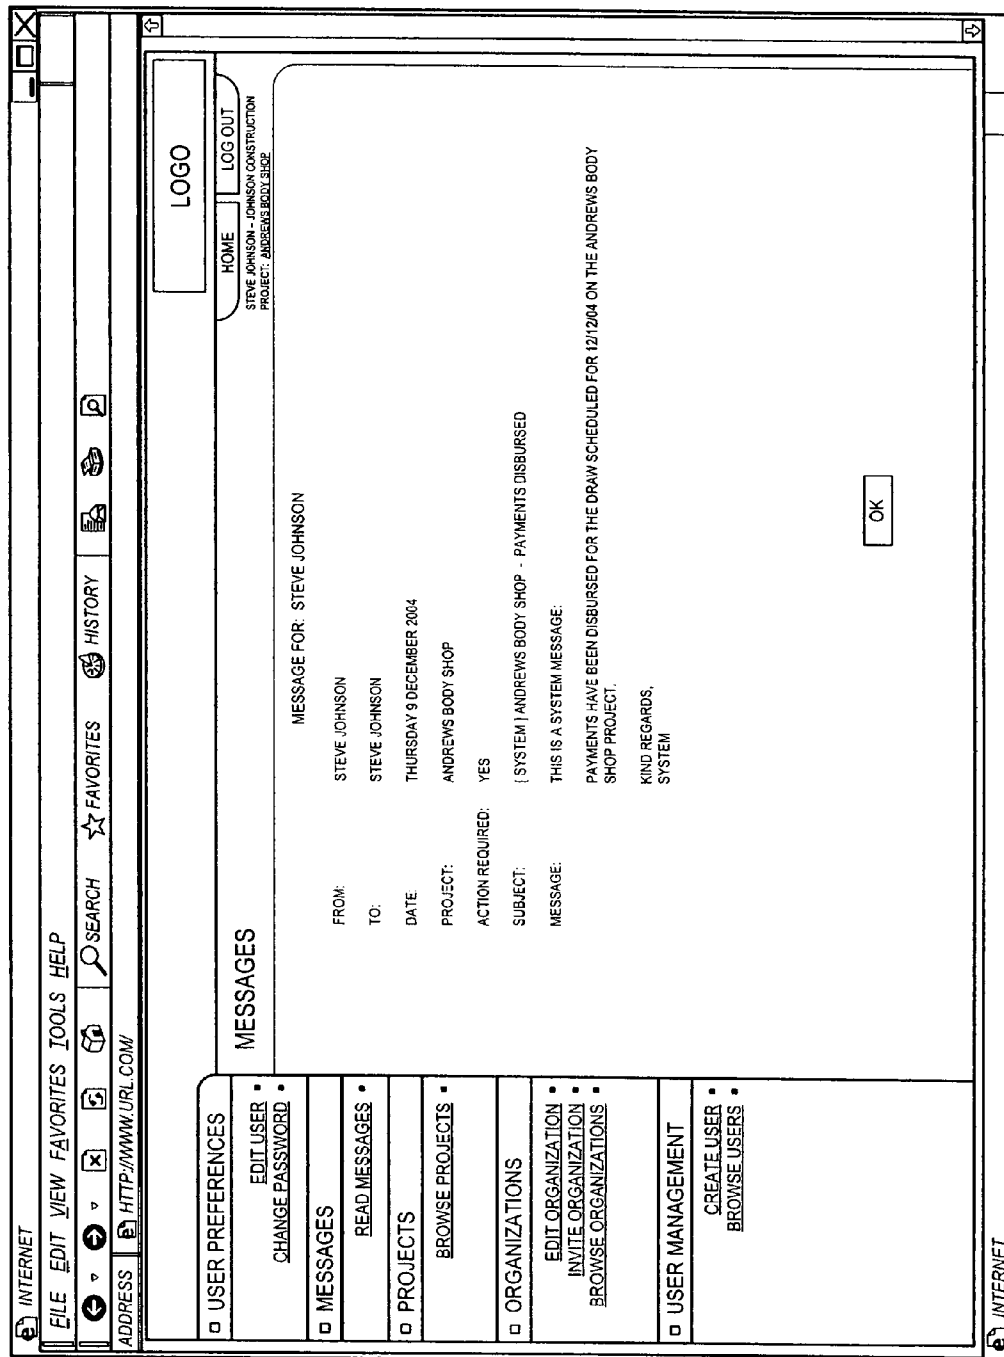 INTERNET
FILE EDIT VIEW FAVORITES TOOLS HELP
SEARCH FAVORITES HISTORY
ADDRESS HTTP://WWW.URL.COM/
LOGO
HOME LOG OUT
STEVE JOHNSON - JOHNSON CONSTRUCTION
PROJECT: ANDREWS BODY SHOP
USER PREFERENCES
EDIT USER
CHANGE PASSWORD
MESSAGES
READ MESSAGES
PROJECTS
BROWSE PROJECTS
ORGANIZATIONS
EDIT ORGANIZATION
INVITE ORGANIZATION
BROWSE ORGANIZATIONS
USER MANAGEMENT
CREATE USER
BROWSE USERS
MESSAGES
MESSAGE FOR: STEVE JOHNSON
FROM: STEVE JOHNSON
TO: STEVE JOHNSON
DATE: THURSDAY 9 DECEMBER 2004
PROJECT: ANDREWS BODY SHOP
ACTION REQUIRED: YES
SUBJECT: [ SYSTEM ] ANDREWS BODY SHOP - PAYMENTS DISBURSED
MESSAGE: THIS IS A SYSTEM MESSAGE:
PAYMENTS HAVE BEEN DISBURSED FOR THE DRAW SCHEDULED FOR 12/12/04 ON THE ANDREWS BODY
SHOP PROJECT.
KIND REGARDS,
SYSTEM
OK
INTERNET